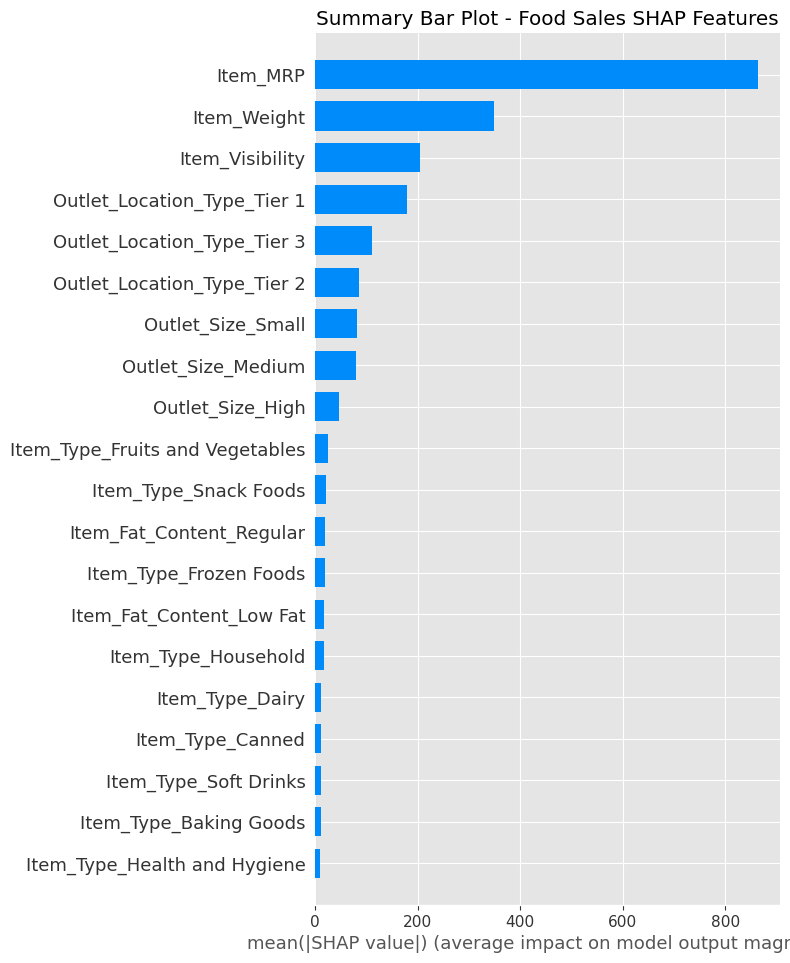 Summary Bar Plot - Food Sales SHAP Features
Item_MRP
Item_Weight
Item_Visibility
Outlet_Location_Type_Tier 1
Outlet_Location_Type_Tier 3
Outlet_Location_Type_Tier 2
Outlet_Size_Small
Outlet_Size_Medium
Outlet_Size_High
Item_Type_Fruits and Vegetables
Item_Type_Snack Foods
Item_Fat_Content_Regular
Item_Type_Frozen Foods
Item_Fat_Content_Low Fat
Item_Type_Household
Item_Type_Dairy
Item_Type_Canned
Item_Type_Soft Drinks
Item_Type_Baking Goods
Item_Type_Health and Hygiene
0 200 400 600 800
mean(|SHAP value|) (average impact on model output magr